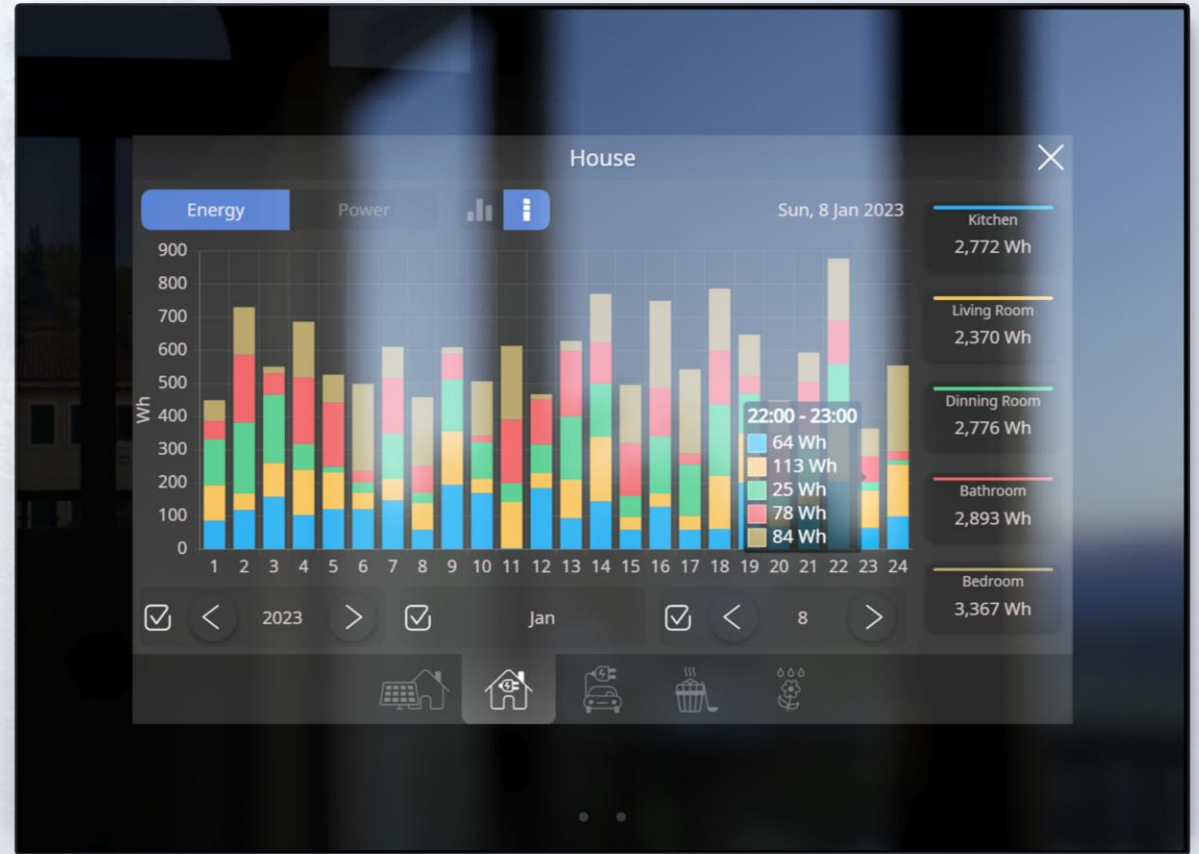 House
Energy
Power
Sun, 8 Jan 2023
Kitchen
2,772 Wh
Living Room
2,370 Wh
Dinning Room
2,776 Wh
Bathroom
2,893 Wh
Bedroom
3,367 Wh
Wh
900
800
700
600
500
400
300
200
100
0
22:00 - 23:00
64 Wh
113 Wh
25 Wh
78 Wh
84 Wh
1 2 3 4 5 6 7 8 9 10 11 12 13 14 15 16 17 18 19 20 21 22 23 24
2023
Jan
8